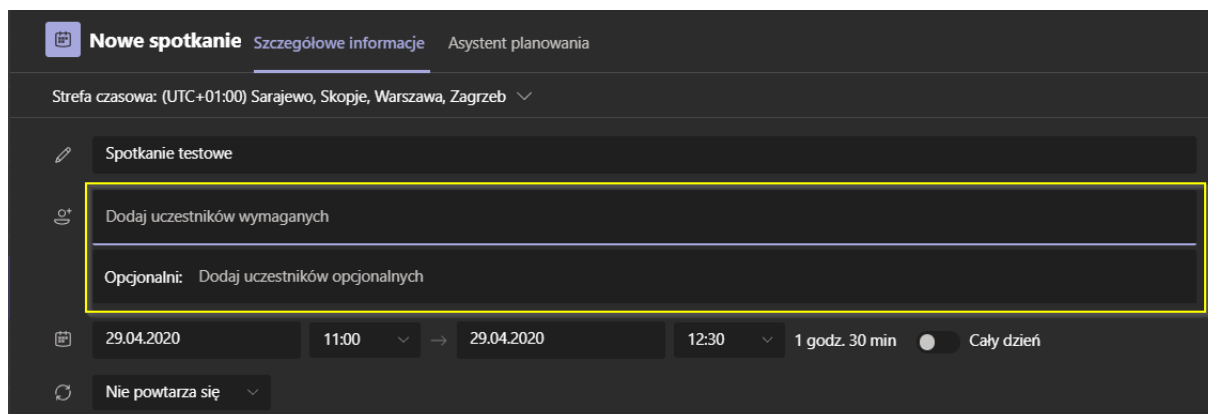 Nowe spotkanie Szczegółowe informacje Asystent planowania
Strefa czasowa: (UTC+01:00) Sarajewo, Skopje, Warszawa, Zagrzeb
Spotkanie testowe
Dodaj uczestników wymaganych
Opcjonalni: Dodaj uczestników opcjonalnych
29.04.2020 11:00 → 29.04.2020 12:30 1 godz. 30 min Cały dzień
Nie powtarza się